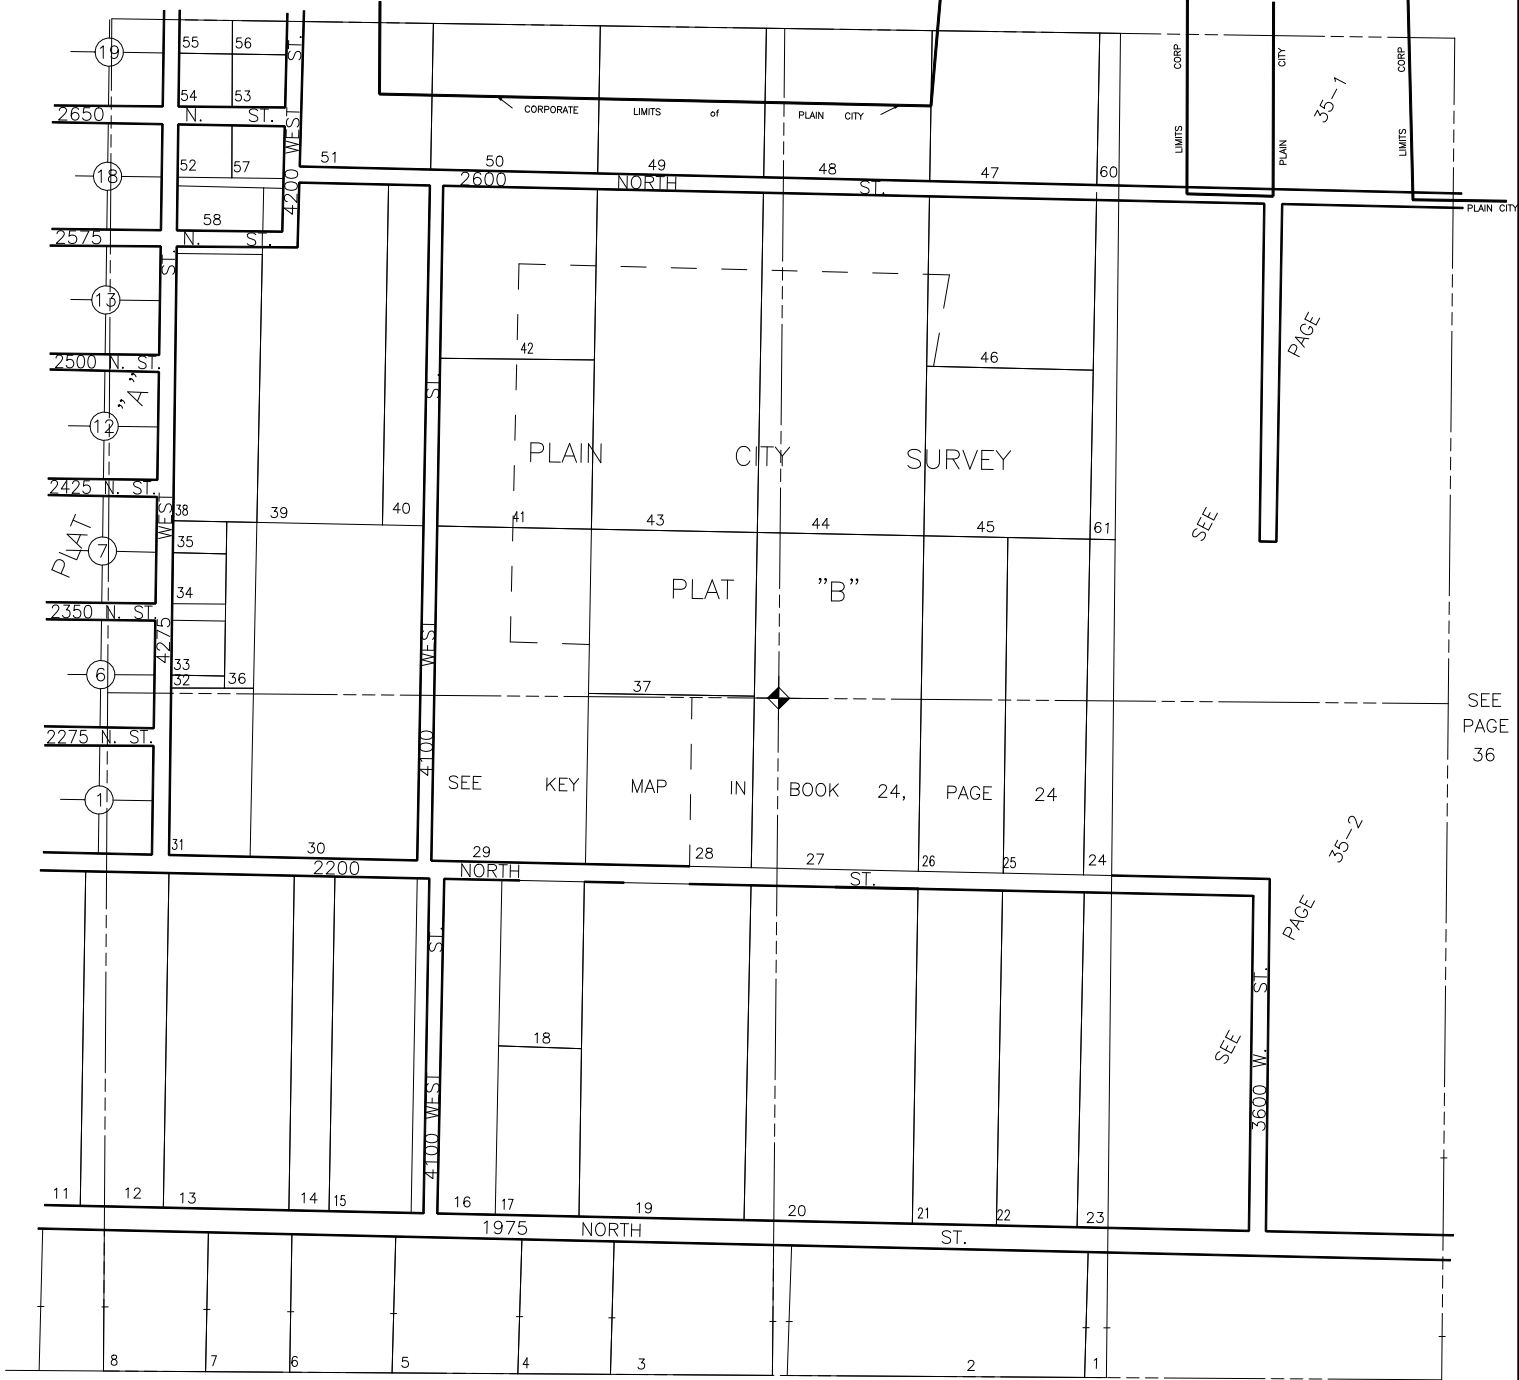 19
55
56
54
53
2650 N. ST.
18
52
57
58
2575 N. ST.
13
2500 N. ST.
12
2425 N. ST.
7
2350 N. ST.
6
2275 N. ST.
1
PLAT "A"
4275 WEST ST.
4200 WEST ST.
CORPORATE LIMITS of PLAIN CITY
51
50
49
48
47
60
2600 NORTH ST.
LIMITS CORP
PLAIN CITY
LIMITS CORP
35-1
PLAIN CITY
SEE PAGE
42
46
PLAIN CITY SURVEY
38
39
40
41
43
44
45
61
35
34
33
32
36
37
PLAT "B"
4100 WEST ST.
SEE
PAGE
36
SEE KEY MAP IN BOOK 24, PAGE 24
31
30
29
28
27
26
25
24
2200 NORTH ST.
SEE PAGE 35-2
18
4100 WEST ST.
3600 W. ST.
11
12
13
14
15
16
17
19
20
21
22
23
1975 NORTH ST.
8
7
6
5
4
3
2
1